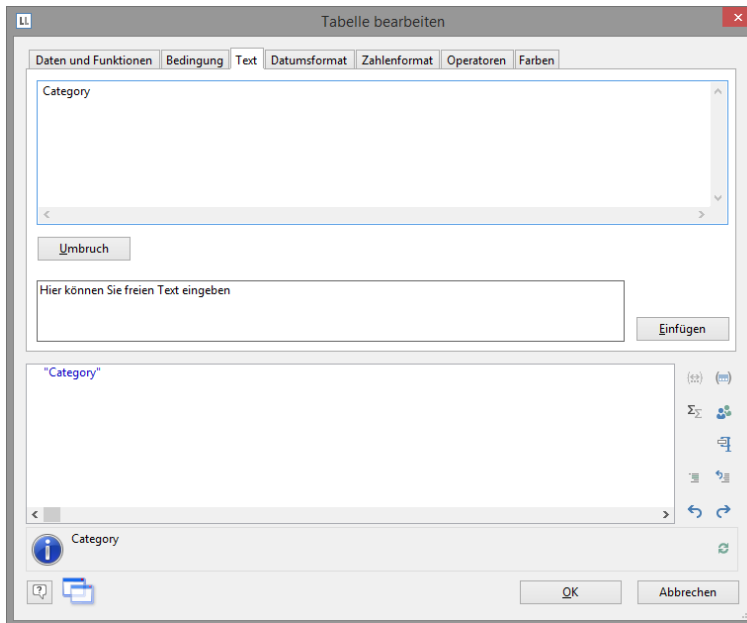 LL
Tabelle bearbeiten
Daten und Funktionen Bedingung Text Datumsformat Zahlenformat Operatoren Farben
Category
Umbruch
Hier können Sie freien Text eingeben
Einfügen
"Category"
Category
OK Abbrechen